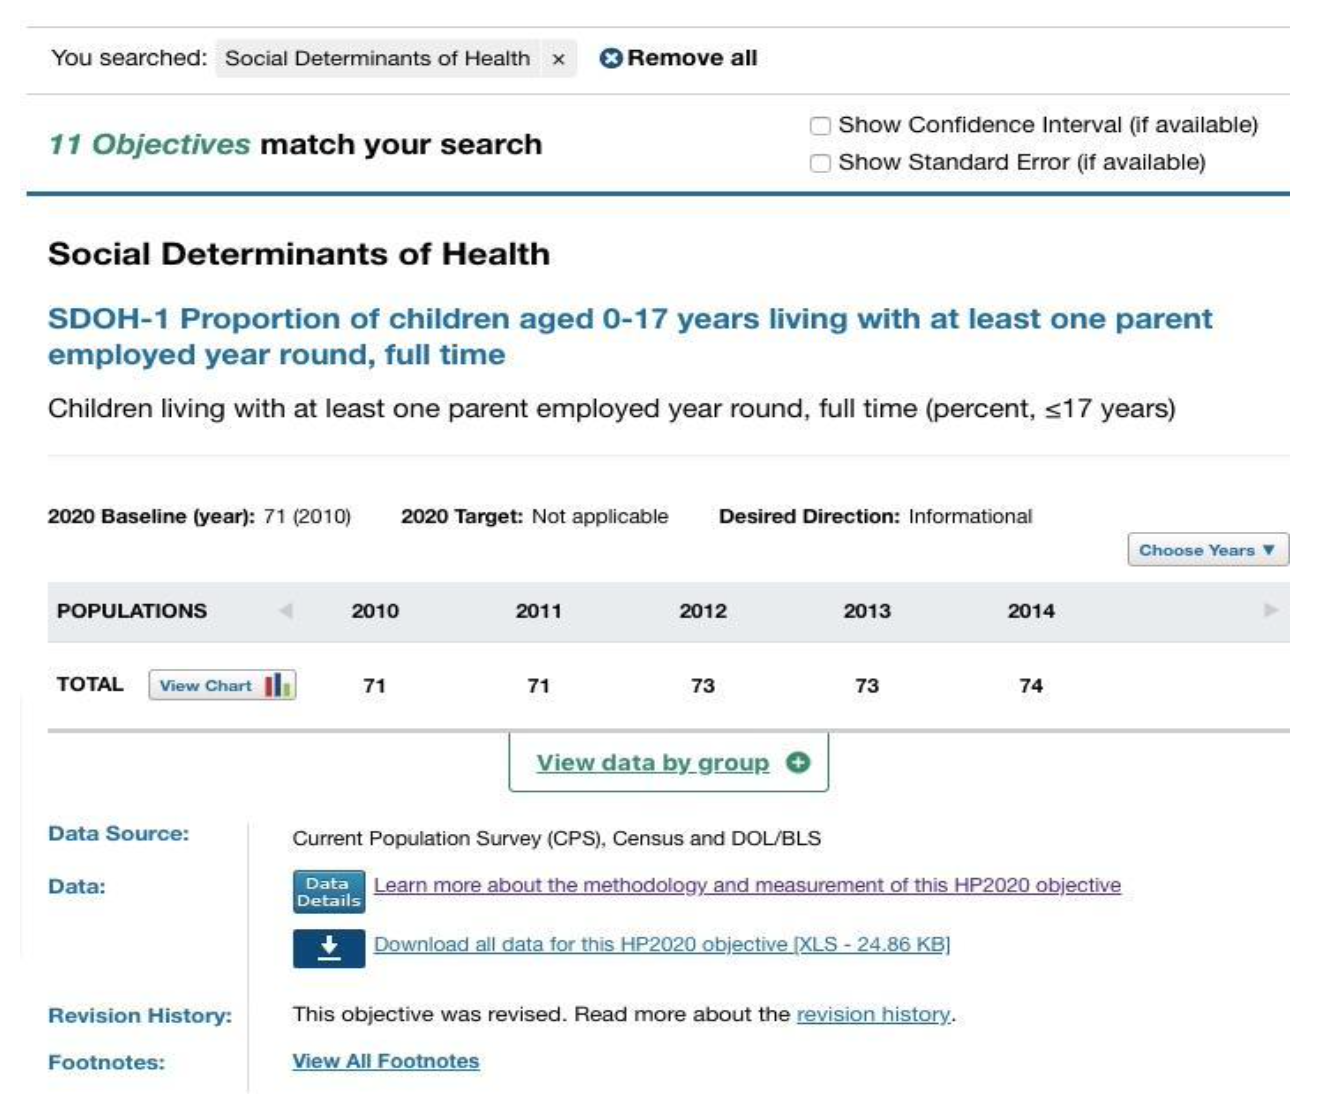 You searched: Social Determinants of Health × Remove all
11 Objectives match your search
Show Confidence Interval (if available)
Show Standard Error (if available)
Social Determinants of Health
SDOH-1 Proportion of children aged 0-17 years living with at least one parent
employed year round, full time
Children living with at least one parent employed year round, full time (percent, ≤17 years)
2020 Baseline (year): 71 (2010) 2020 Target: Not applicable Desired Direction: Informational
Choose Years ▼
POPULATIONS 2010 2011 2012 2013 2014
TOTAL View Chart 71 71 73 73 74
View data by group
Data Source: Current Population Survey (CPS), Census and DOL/BLS
Data: Data Details Learn more about the methodology and measurement of this HP2020 objective
Download all data for this HP2020 objective [XLS - 24.86 KB]
Revision History: This objective was revised. Read more about the revision history.
Footnotes: View All Footnotes